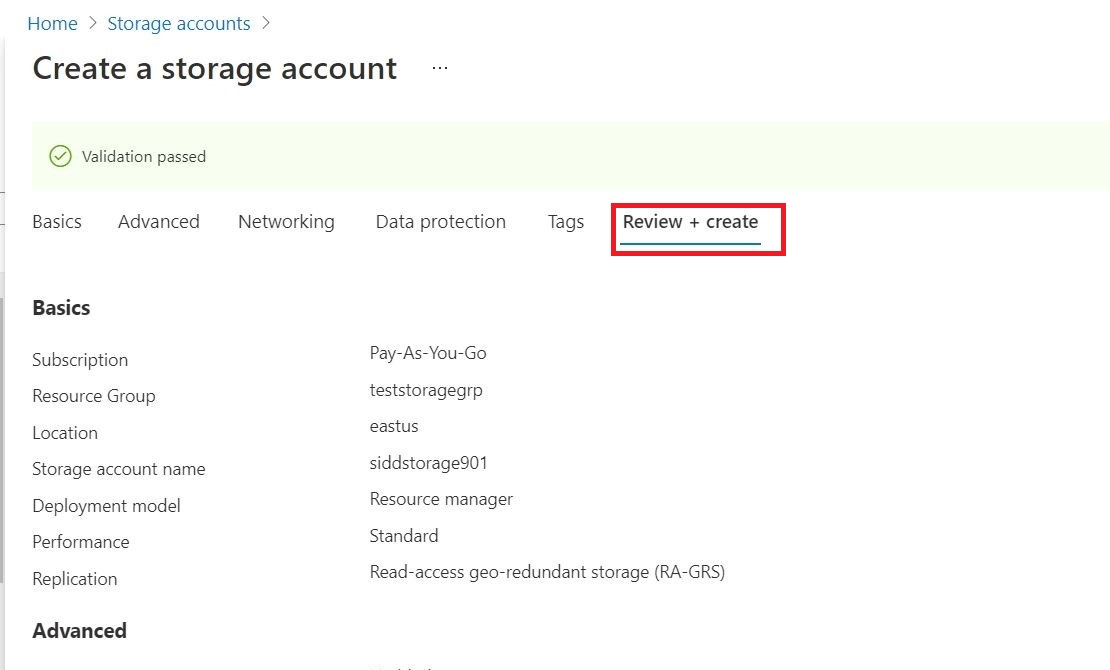 Home > Storage accounts >
Create a storage account ...
Validation passed
Basics Advanced Networking Data protection Tags Review + create
Basics
Subscription Pay-As-You-Go
Resource Group teststoragegrp
Location eastus
Storage account name siddstorage901
Deployment model Resource manager
Performance Standard
Replication Read-access geo-redundant storage (RA-GRS)
Advanced